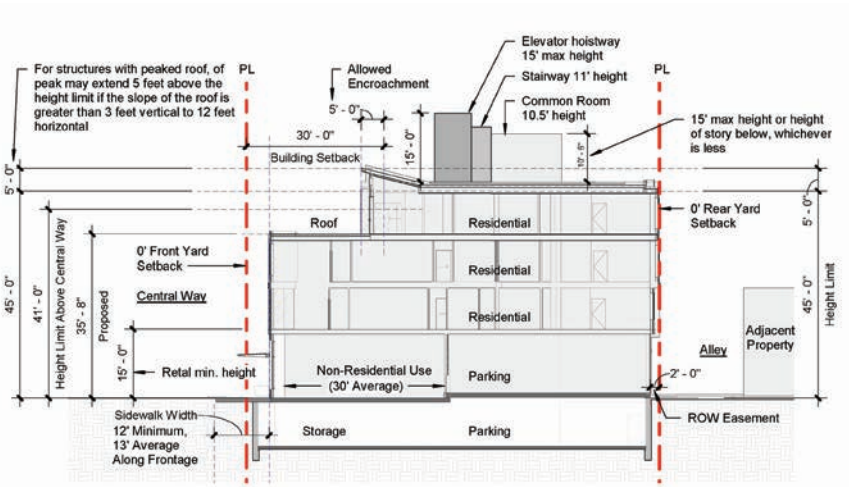 Elevator hoistway
15' max height
Stairway 11' height
Common Room
10.5' height
For structures with peaked roof, of
peak may extend 5 feet above the
height limit if the slope of the roof is
greater than 3 feet vertical to 12 feet
horizontal
PL
Allowed
Encroachment
5' - 0"
30' - 0"
Building Setback
15' - 0"
10' - 6"
PL
15' max height or height
of story below, whichever
is less
5' - 0"
45' - 0"
41' - 0"
Height Limit Above Central Way
35' - 8"
Proposed
15' - 0"
0' Front Yard
Setback
Central Way
Retal min. height
Roof
Residential
Residential
Residential
Non-Residential Use
(30' Average)
Parking
Storage
Parking
Sidewalk Width
12' Minimum,
13' Average
Along Frontage
0' Rear Yard
Setback
5' - 0"
45' - 0"
Height Limit
Adjacent
Property
Alley
2' - 0"
ROW Easement